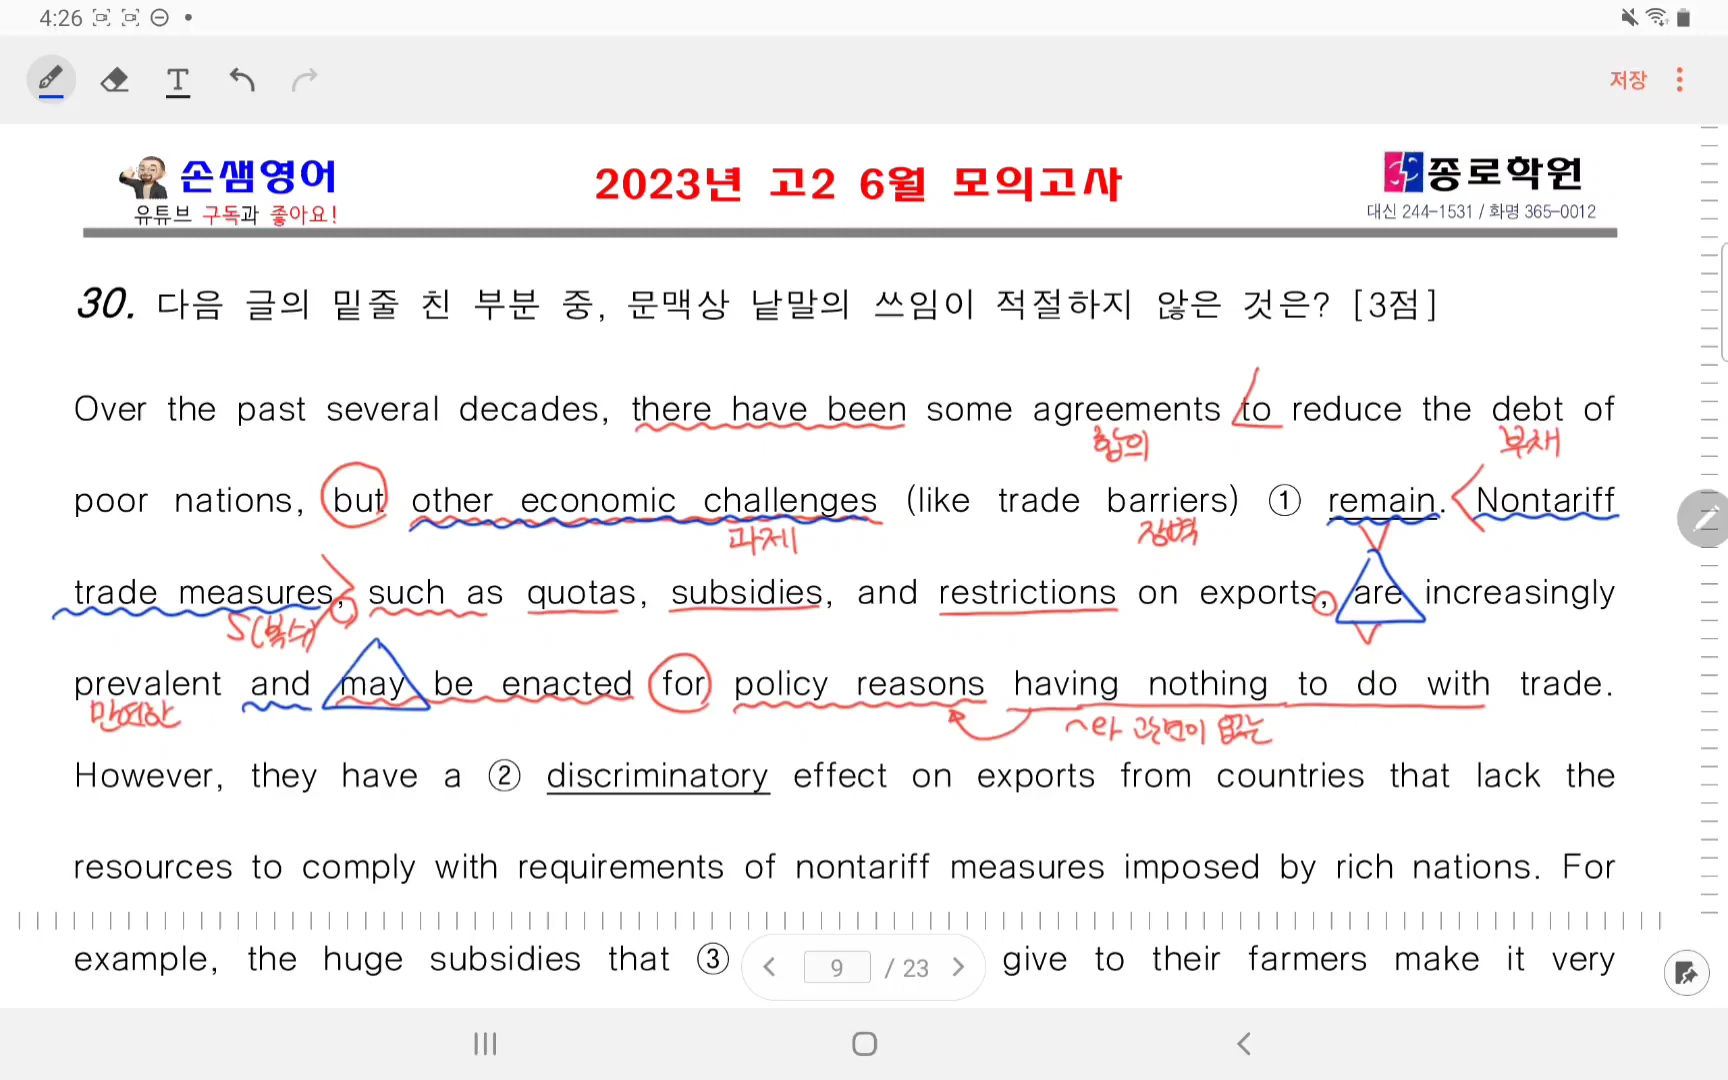 4:26
저장
손샘영어
유튜브 구독과 좋아요!
2023년 고2 6월 모의고사
종로학원
대신 244-1531 / 화명 365-0012
30. 다음 글의 밑줄 친 부분 중, 문맥상 낱말의 쓰임이 적절하지 않은 것은? [3점]
Over the past several decades, there have been some agreements to reduce the debt of
합의 부채
poor nations, but other economic challenges (like trade barriers) ① remain. Nontariff
과제 장벽
trade measures, such as quotas, subsidies, and restrictions on exports, are increasingly
S(복수)
prevalent and may be enacted for policy reasons having nothing to do with trade.
만연한 ~와 관련이 없는
However, they have a ② discriminatory effect on exports from countries that lack the
resources to comply with requirements of nontariff measures imposed by rich nations. For
example, the huge subsidies that ③ give to their farmers make it very
9 / 23